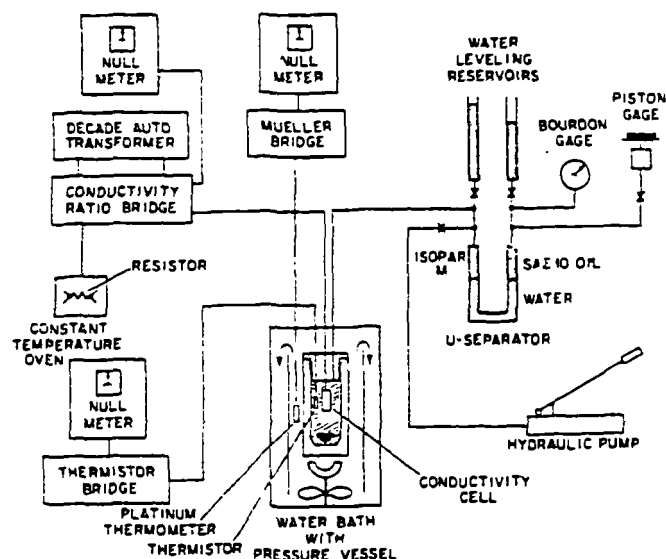 NULL
METER
NULL
METER
WATER
LEVELING
RESERVOIRS
PISTON
GAGE
BOURDON
GAGE
DECADE AUTO
TRANSFORMER
MUELLER
BRIDGE
CONDUCTIVITY
RATIO BRIDGE
RESISTOR
CONSTANT
TEMPERATURE
OVEN
ISOPAR
M
SAE 10 OIL
WATER
U-SEPARATOR
NULL
METER
THERMISTOR
BRIDGE
HYDRAULIC PUMP
CONDUCTIVITY
CELL
PLATINUM
THERMOMETER
THERMISTOR
WATER BATH
WITH
PRESSURE VESSEL